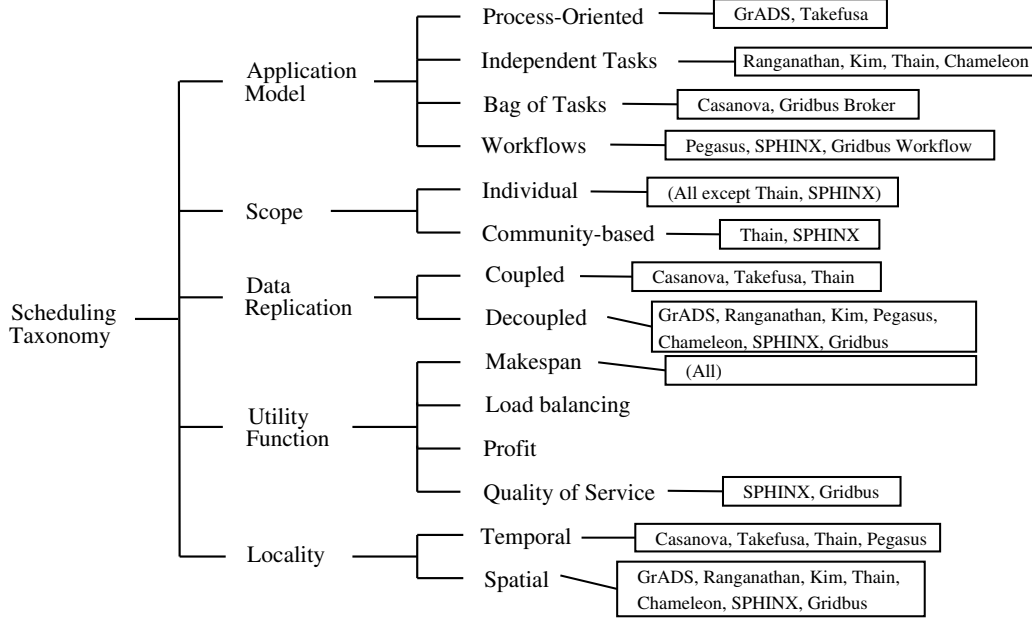 Process-Oriented
GrADS, Takefusa
Application
Model
Independent Tasks
Ranganathan, Kim, Thain, Chameleon
Bag of Tasks
Casanova, Gridbus Broker
Workflows
Pegasus, SPHINX, Gridbus Workflow
Scope
Individual
(All except Thain, SPHINX)
Community-based
Thain, SPHINX
Scheduling
Taxonomy
Data
Replication
Coupled
Casanova, Takefusa, Thain
Decoupled
GrADS, Ranganathan, Kim, Pegasus,
Chameleon, SPHINX, Gridbus
Utility
Function
Makespan
(All)
Load balancing
Profit
Quality of Service
SPHINX, Gridbus
Locality
Temporal
Casanova, Takefusa, Thain, Pegasus
Spatial
GrADS, Ranganathan, Kim, Thain,
Chameleon, SPHINX, Gridbus